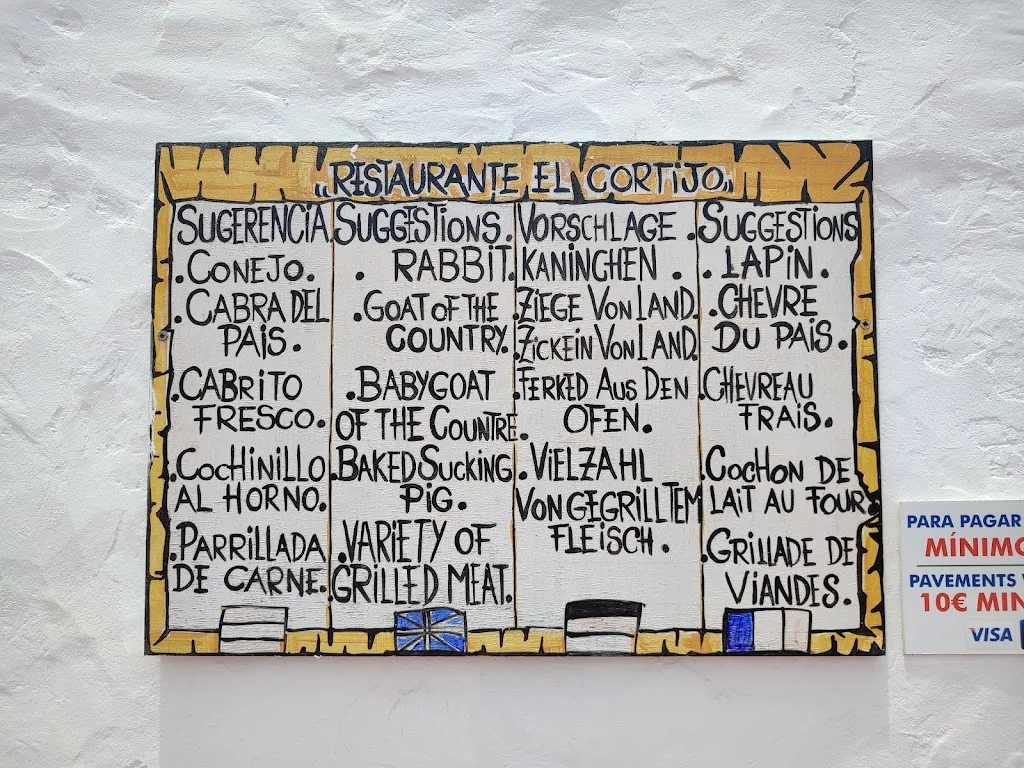 „RESTAURANTE EL CORTIJO„
SUGERENCIA
.CONEJO.
.CABRA DEL
PAIS.
.CABRITO
FRESCO.
.COCHINILLO
AL HORNO.
.PARRILLADA
DE CARNE.
SUGGESTIONS.
. RABBIT.
.GOAT OF THE
COUNTRY.
.BABYGOAT
OF THE COUNTRE.
.BAKED SUCKING
PIG.
.VARIETY OF
GRILLED MEAT.
VORSCHLAGE .
KANINCHEN .
.ZIEGE VON LAND.
.ZICKEIN VON LAND.
.FERKED AUS DEN
OFEN.
.VIELZAHL
VON GEGRILLTEM
FLEISCH.
SUGGESTIONS
. LAPIN.
.CHEVRE
DU PAIS.
.CHEVREAU
FRAIS.
.COCHON DE
LAIT AU FOUR.
.GRILLADE DE
VIANDES.
PARA PAGAR
MÍNIMO
PAVEMENTS
10€ MIN
VISA